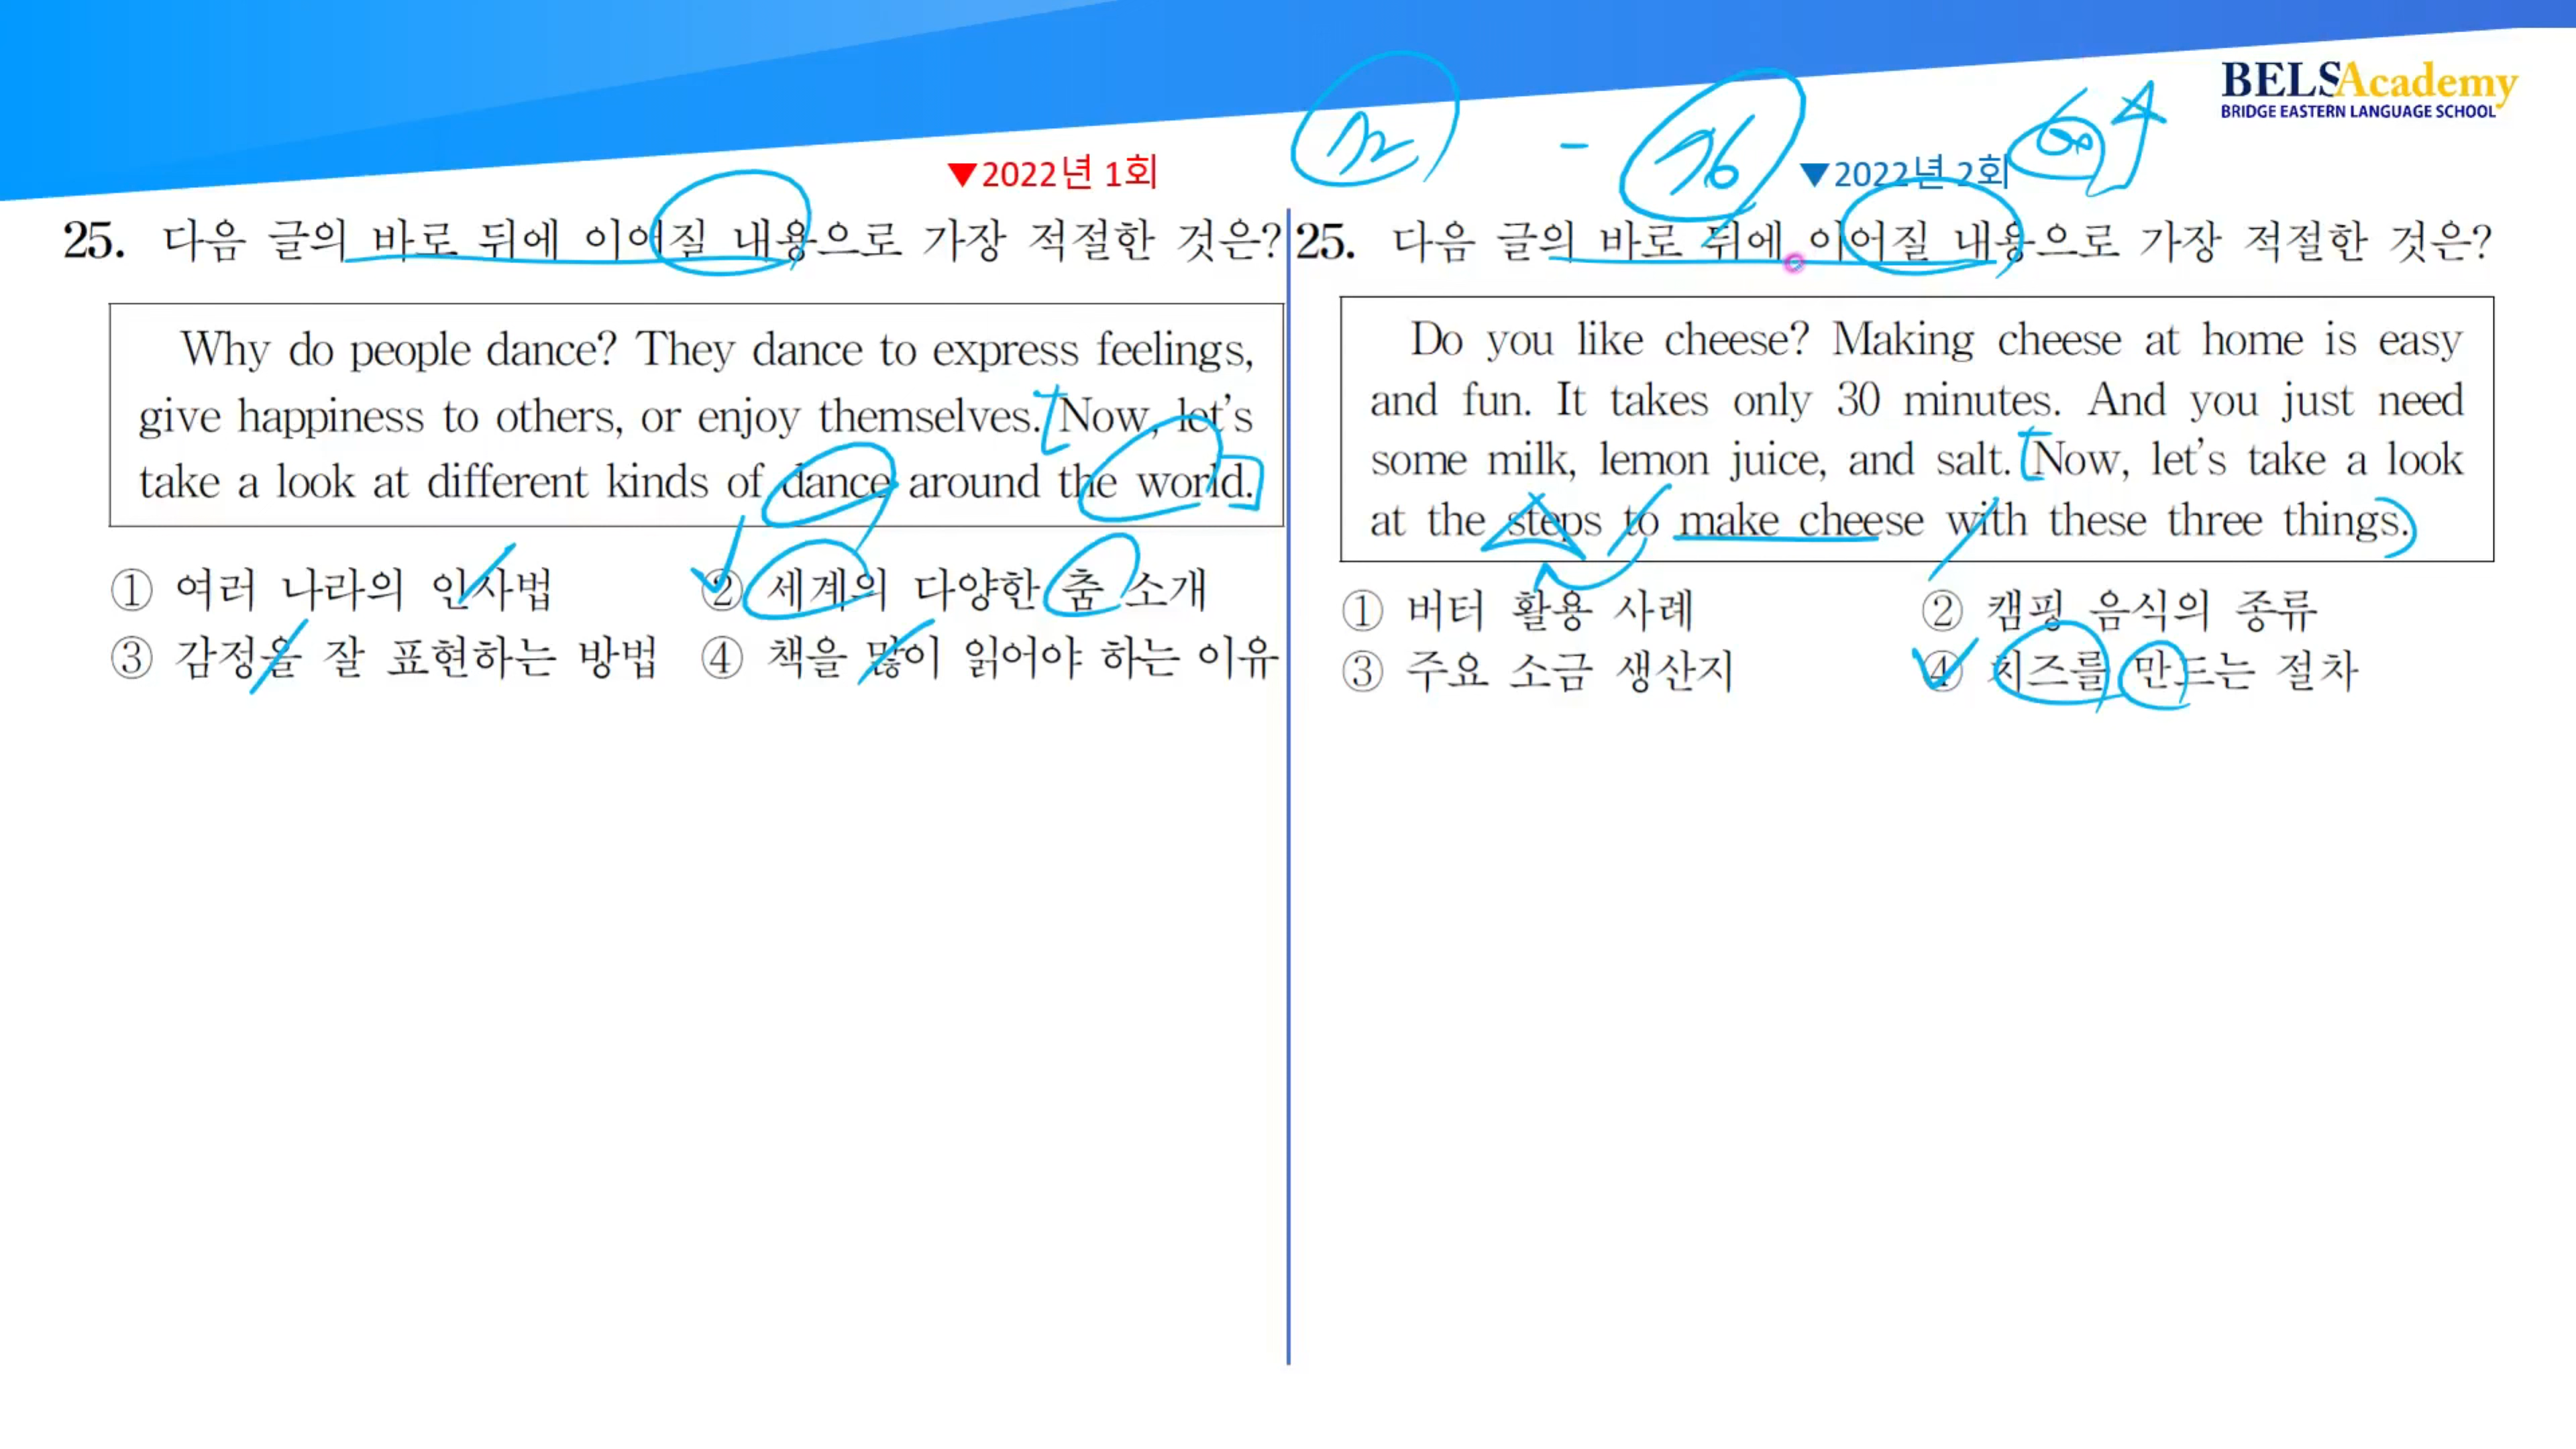 BELSAcademy
BRIDGE EASTERN LANGUAGE SCHOOL
▼2022년 1회
25. 다음 글의 바로 뒤에 이어질 내용으로 가장 적절한 것은?
Why do people dance? They dance to express feelings,
give happiness to others, or enjoy themselves. Now, let's
take a look at different kinds of dance around the world.
① 여러 나라의 인사법 ② 세계의 다양한 춤 소개
③ 감정을 잘 표현하는 방법 ④ 책을 많이 읽어야 하는 이유
▼2022년 2회
25. 다음 글의 바로 뒤에 이어질 내용으로 가장 적절한 것은?
Do you like cheese? Making cheese at home is easy
and fun. It takes only 30 minutes. And you just need
some milk, lemon juice, and salt. Now, let's take a look
at the steps to make cheese with these three things.
① 버터 활용 사례 ② 캠핑 음식의 종류
③ 주요 소금 생산지 ④ 치즈를 만드는 절차